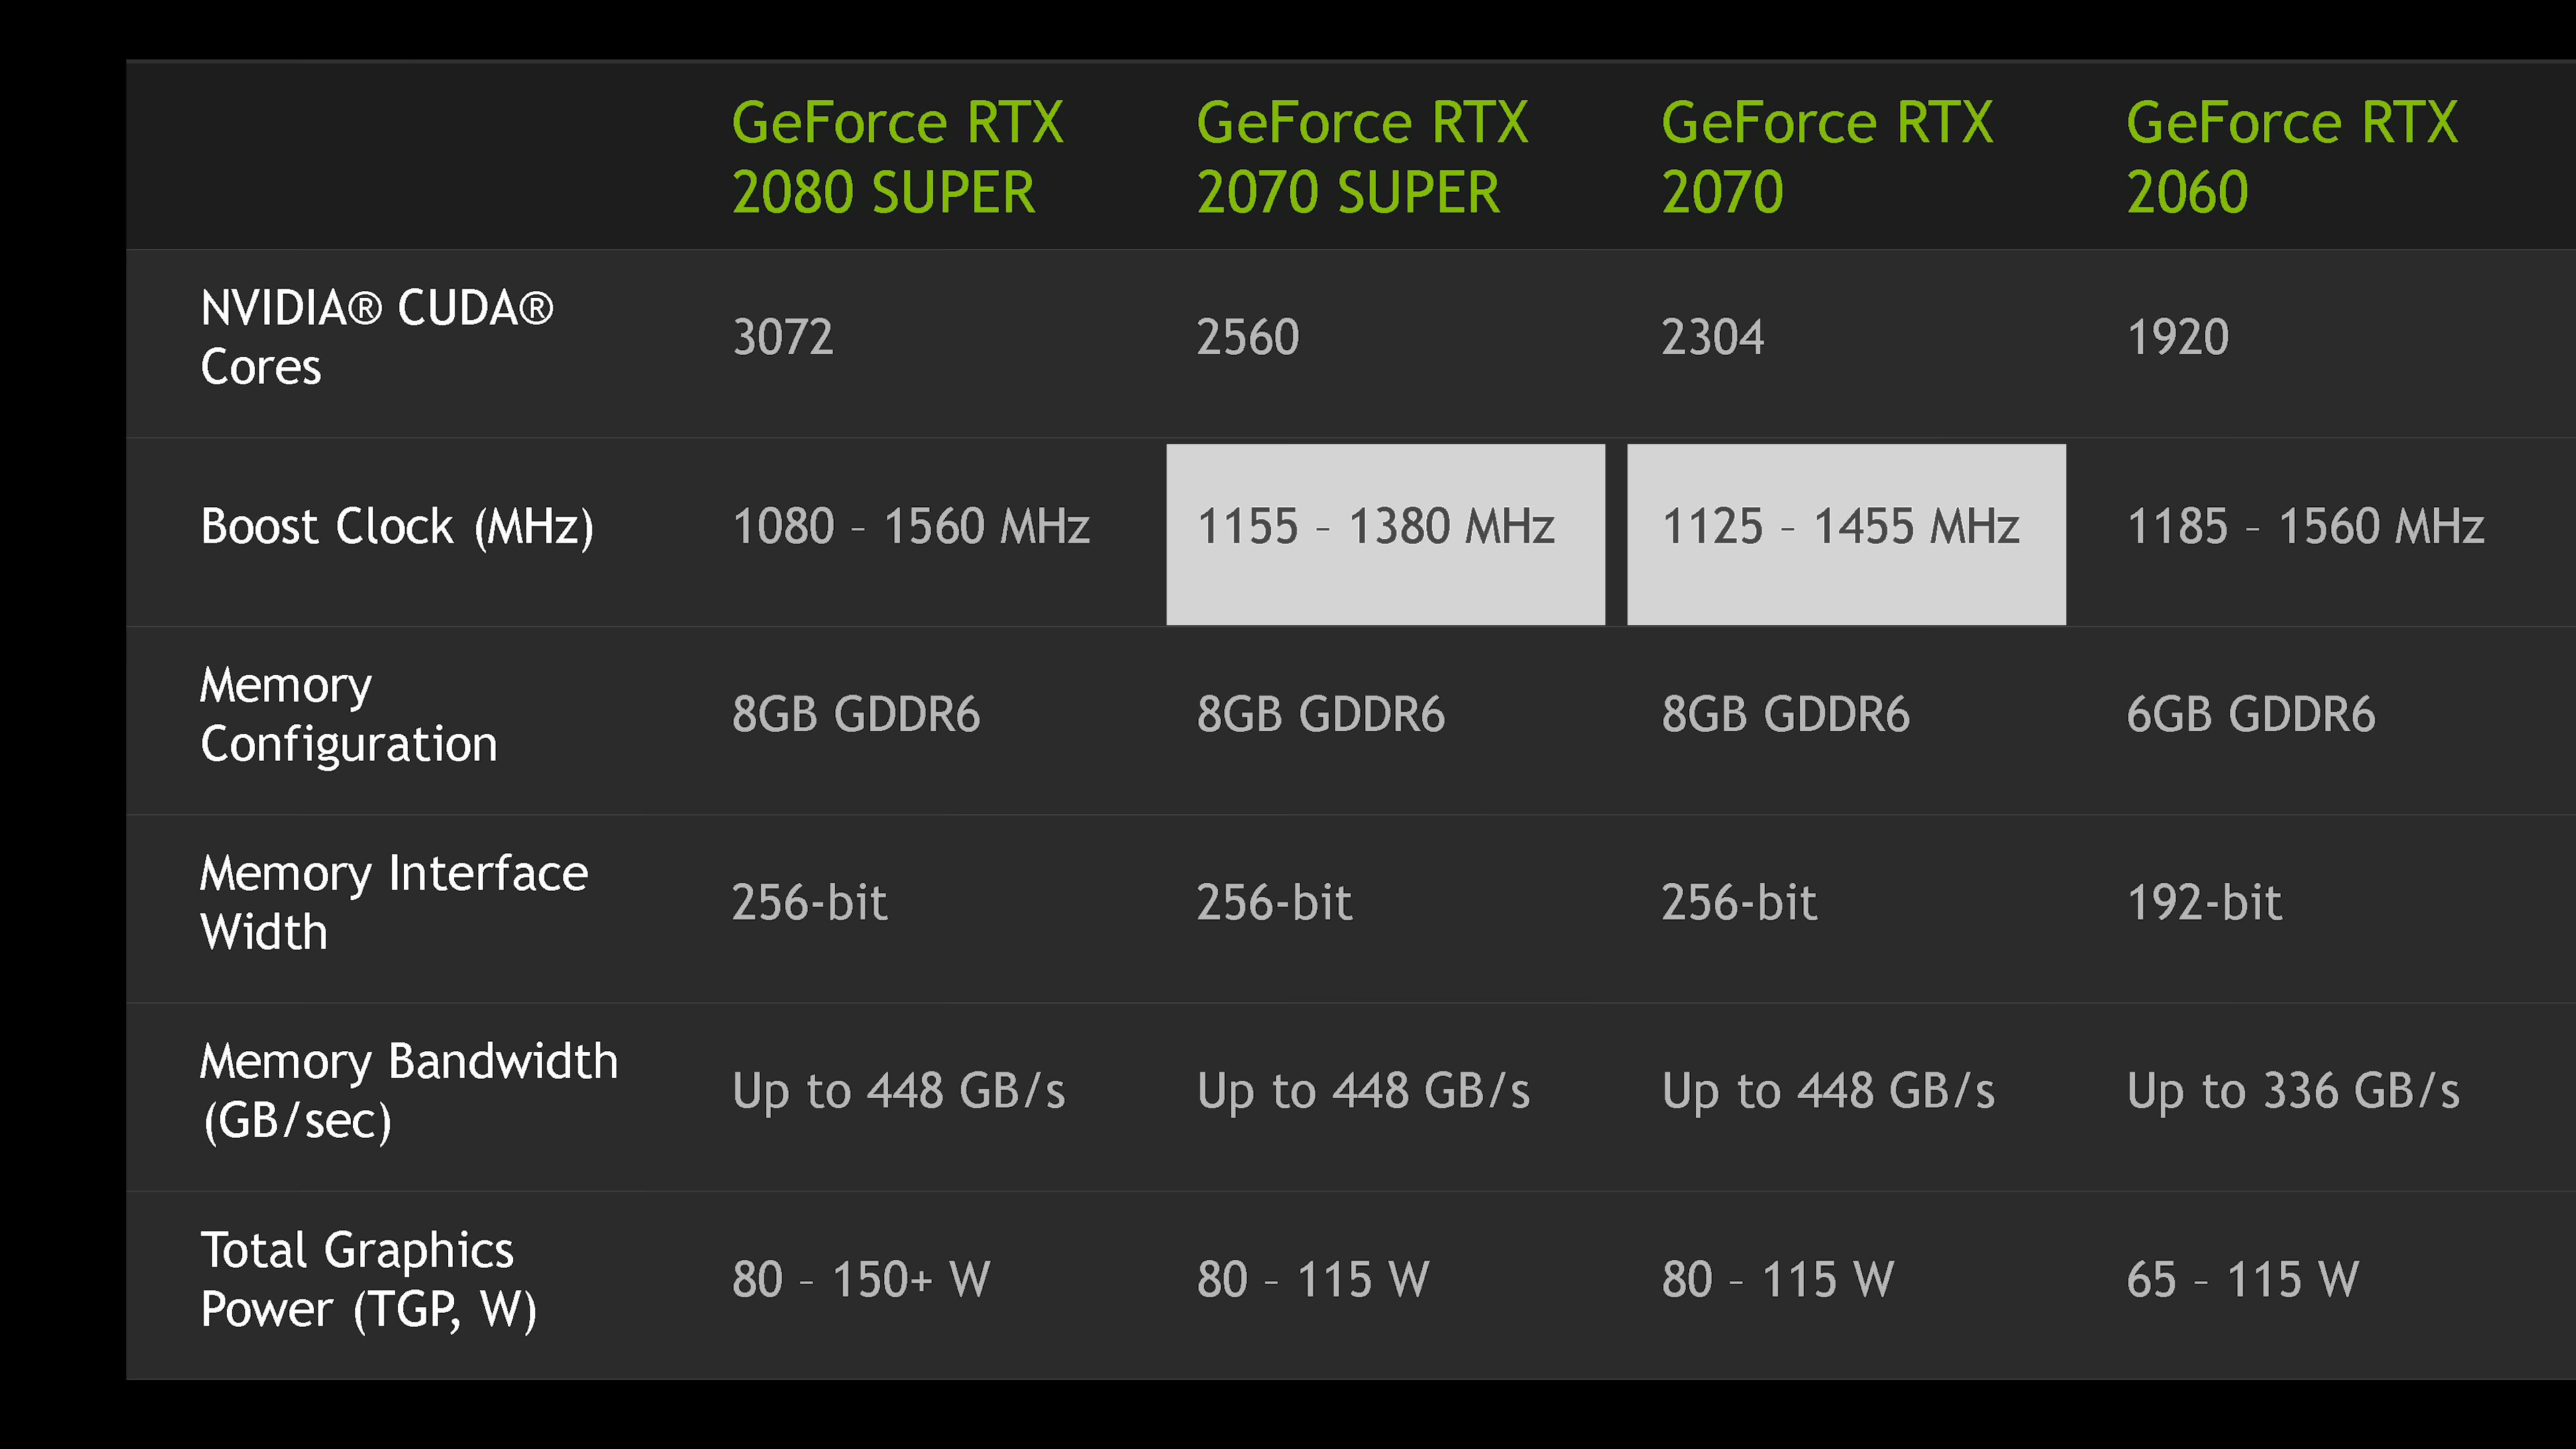 GeForce RTX 2080 SUPER
GeForce RTX 2070 SUPER
GeForce RTX 2070
GeForce RTX 2060
NVIDIA® CUDA® Cores
3072
2560
2304
1920
Boost Clock (MHz)
1080 – 1560 MHz
1155 – 1380 MHz
1125 – 1455 MHz
1185 – 1560 MHz
Memory Configuration
8GB GDDR6
8GB GDDR6
8GB GDDR6
6GB GDDR6
Memory Interface Width
256-bit
256-bit
256-bit
192-bit
Memory Bandwidth (GB/sec)
Up to 448 GB/s
Up to 448 GB/s
Up to 448 GB/s
Up to 336 GB/s
Total Graphics Power (TGP, W)
80 – 150+ W
80 – 115 W
80 – 115 W
65 – 115 W